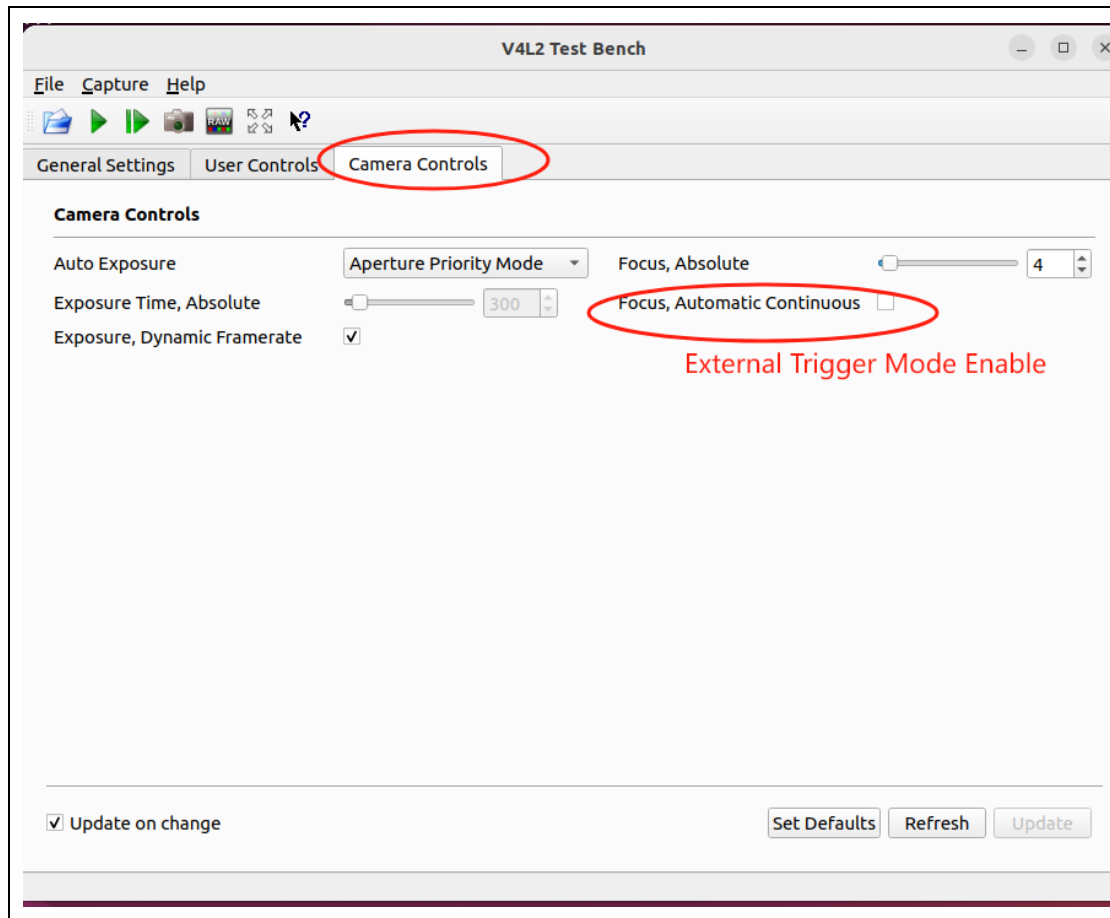 V4L2 Test Bench
File Capture Help
RAW
General Settings User Controls Camera Controls
Camera Controls
Auto Exposure Aperture Priority Mode Focus, Absolute 4
Exposure Time, Absolute 300 Focus, Automatic Continuous
Exposure, Dynamic Framerate
External Trigger Mode Enable
Update on change Set Defaults Refresh Update